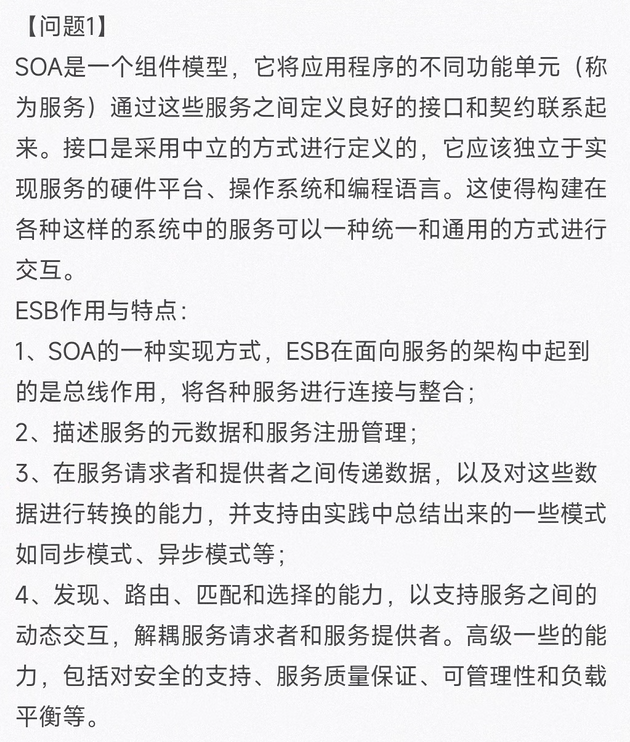 【问题1】
SOA是一个组件模型，它将应用程序的不同功能单元（称
为服务）通过这些服务之间定义良好的接口和契约联系起
来。接口是采用中立的方式进行定义的，它应该独立于实
现服务的硬件平台、操作系统和编程语言。这使得构建在
各种这样的系统中的服务可以一种统一和通用的方式进行
交互。
ESB作用与特点：
1、SOA的一种实现方式，ESB在面向服务的架构中起到
的是总线作用，将各种服务进行连接与整合；
2、描述服务的元数据和服务注册管理；
3、在服务请求者和提供者之间传递数据，以及对这些数
据进行转换的能力，并支持由实践中总结出来的一些模式
如同步模式、异步模式等；
4、发现、路由、匹配和选择的能力，以支持服务之间的
动态交互，解耦服务请求者和服务提供者。高级一些的能
力，包括对安全的支持、服务质量保证、可管理性和负载
平衡等。